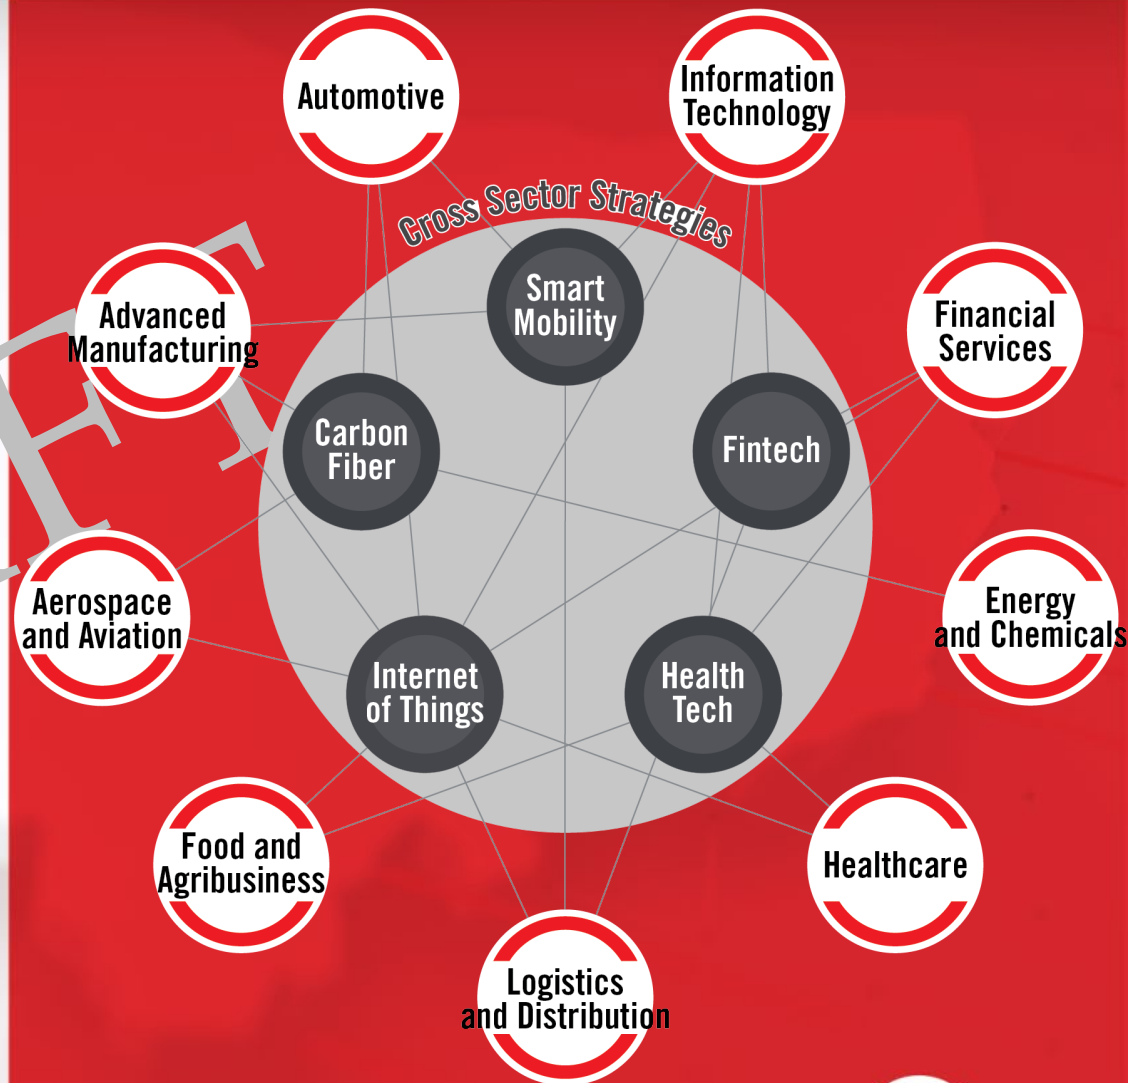 Automotive
Information
Technology
Cross Sector Strategies
Smart
Mobility
Advanced
Manufacturing
Financial
Services
Carbon
Fiber
Fintech
Aerospace
and Aviation
Energy
and Chemicals
Internet
of Things
Health
Tech
Food and
Agribusiness
Healthcare
Logistics
and Distribution